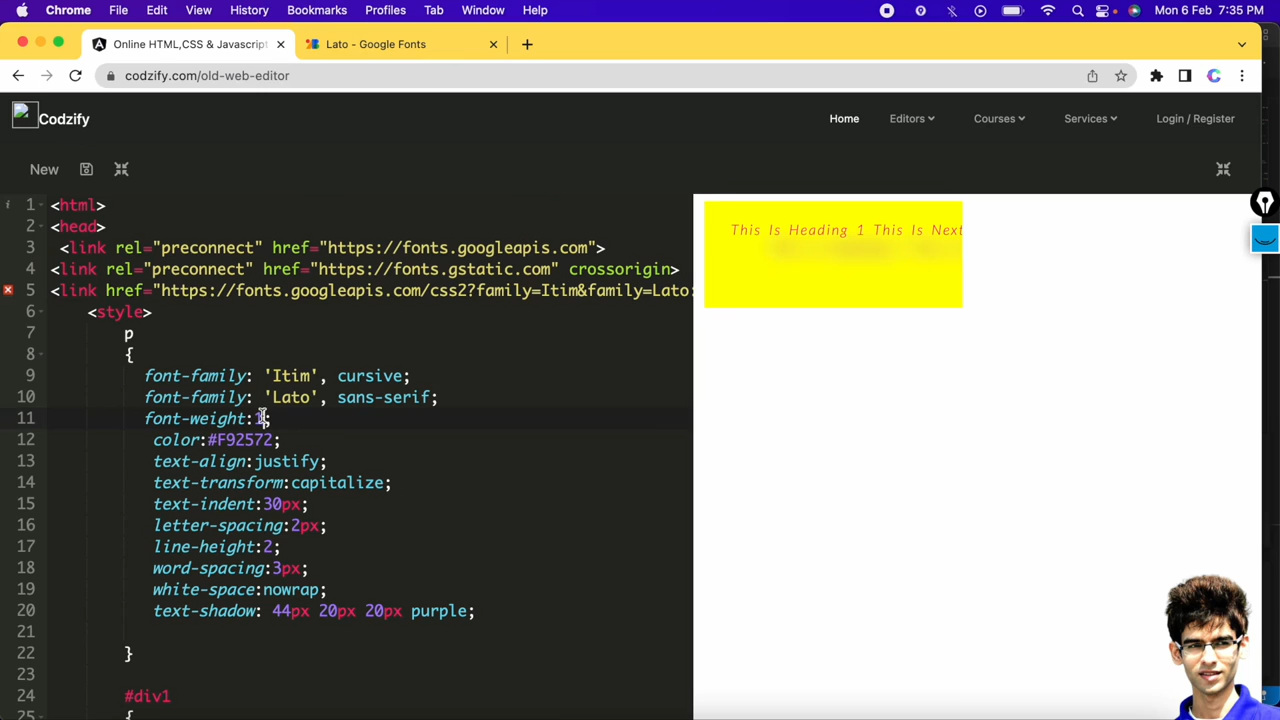 Chrome File Edit View History Bookmarks Profiles Tab Window Help Mon 6 Feb 7:35 PM
Online HTML,CSS & Javascript Lato - Google Fonts
codzify.com/old-web-editor
Codzify Home Editors Courses Services Login / Register
New
1 <html>
2 <head>
3 <link rel="preconnect" href="https://fonts.googleapis.com">
4 <link rel="preconnect" href="https://fonts.gstatic.com" crossorigin>
5 <link href="https://fonts.googleapis.com/css2?family=Itim&family=Lato:
6 <style>
7 p
8 {
9 font-family: 'Itim', cursive;
10 font-family: 'Lato', sans-serif;
11 font-weight:1;
12 color:#F92572;
13 text-align:justify;
14 text-transform:capitalize;
15 text-indent:30px;
16 letter-spacing:2px;
17 line-height:2;
18 word-spacing:3px;
19 white-space:nowrap;
20 text-shadow: 44px 20px 20px purple;
21
22 }
23
24 #div1
25 {
This Is Heading 1 This Is Next